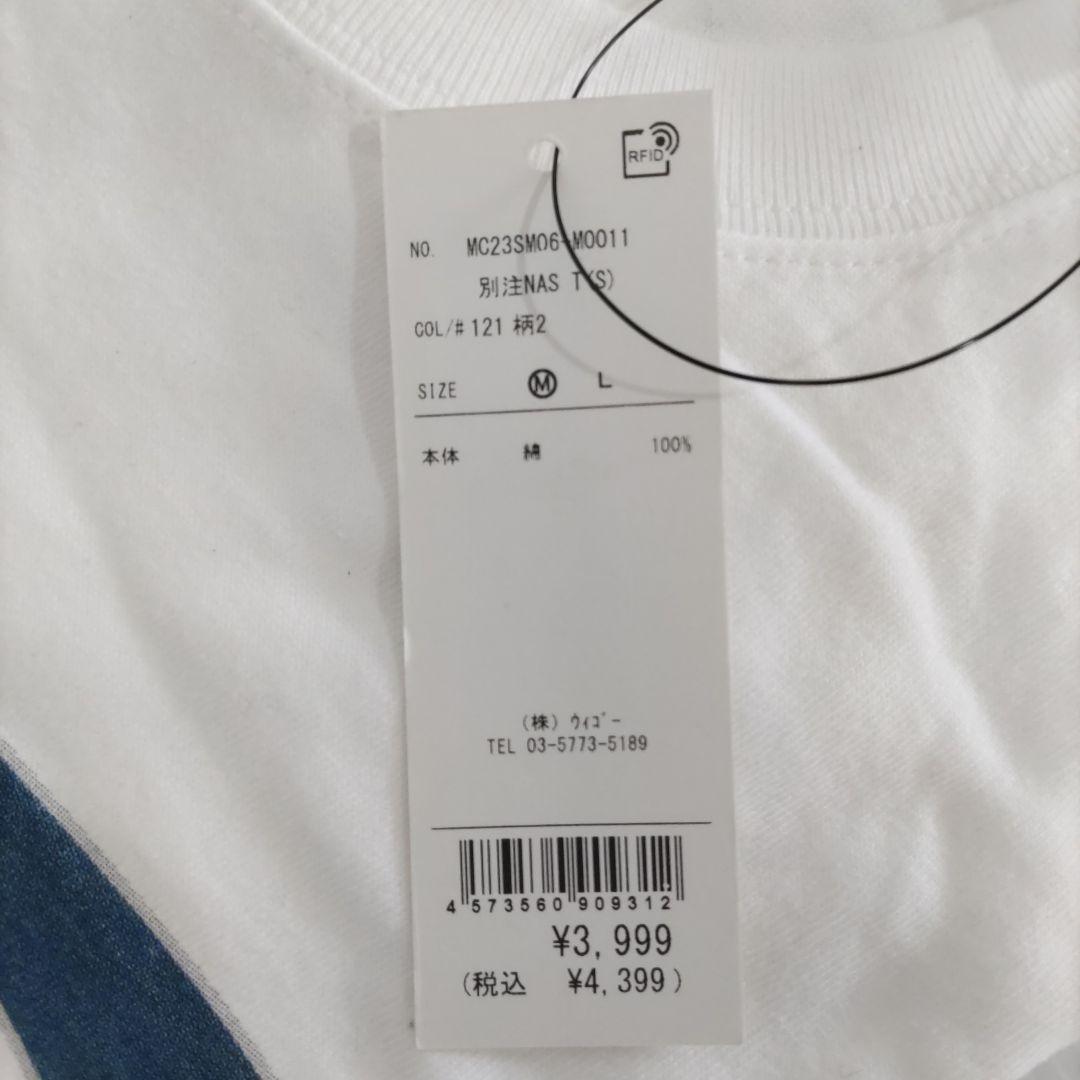 RFID
NO. MC23SM06-M0011
別注NAS T(S)
COL/# 121 柄2
SIZE Ⓜ L
本体 綿 100%
(株) ウィゴー
TEL 03-5773-5189
4 573560 909312
¥3,999
(税込 ¥4,399)